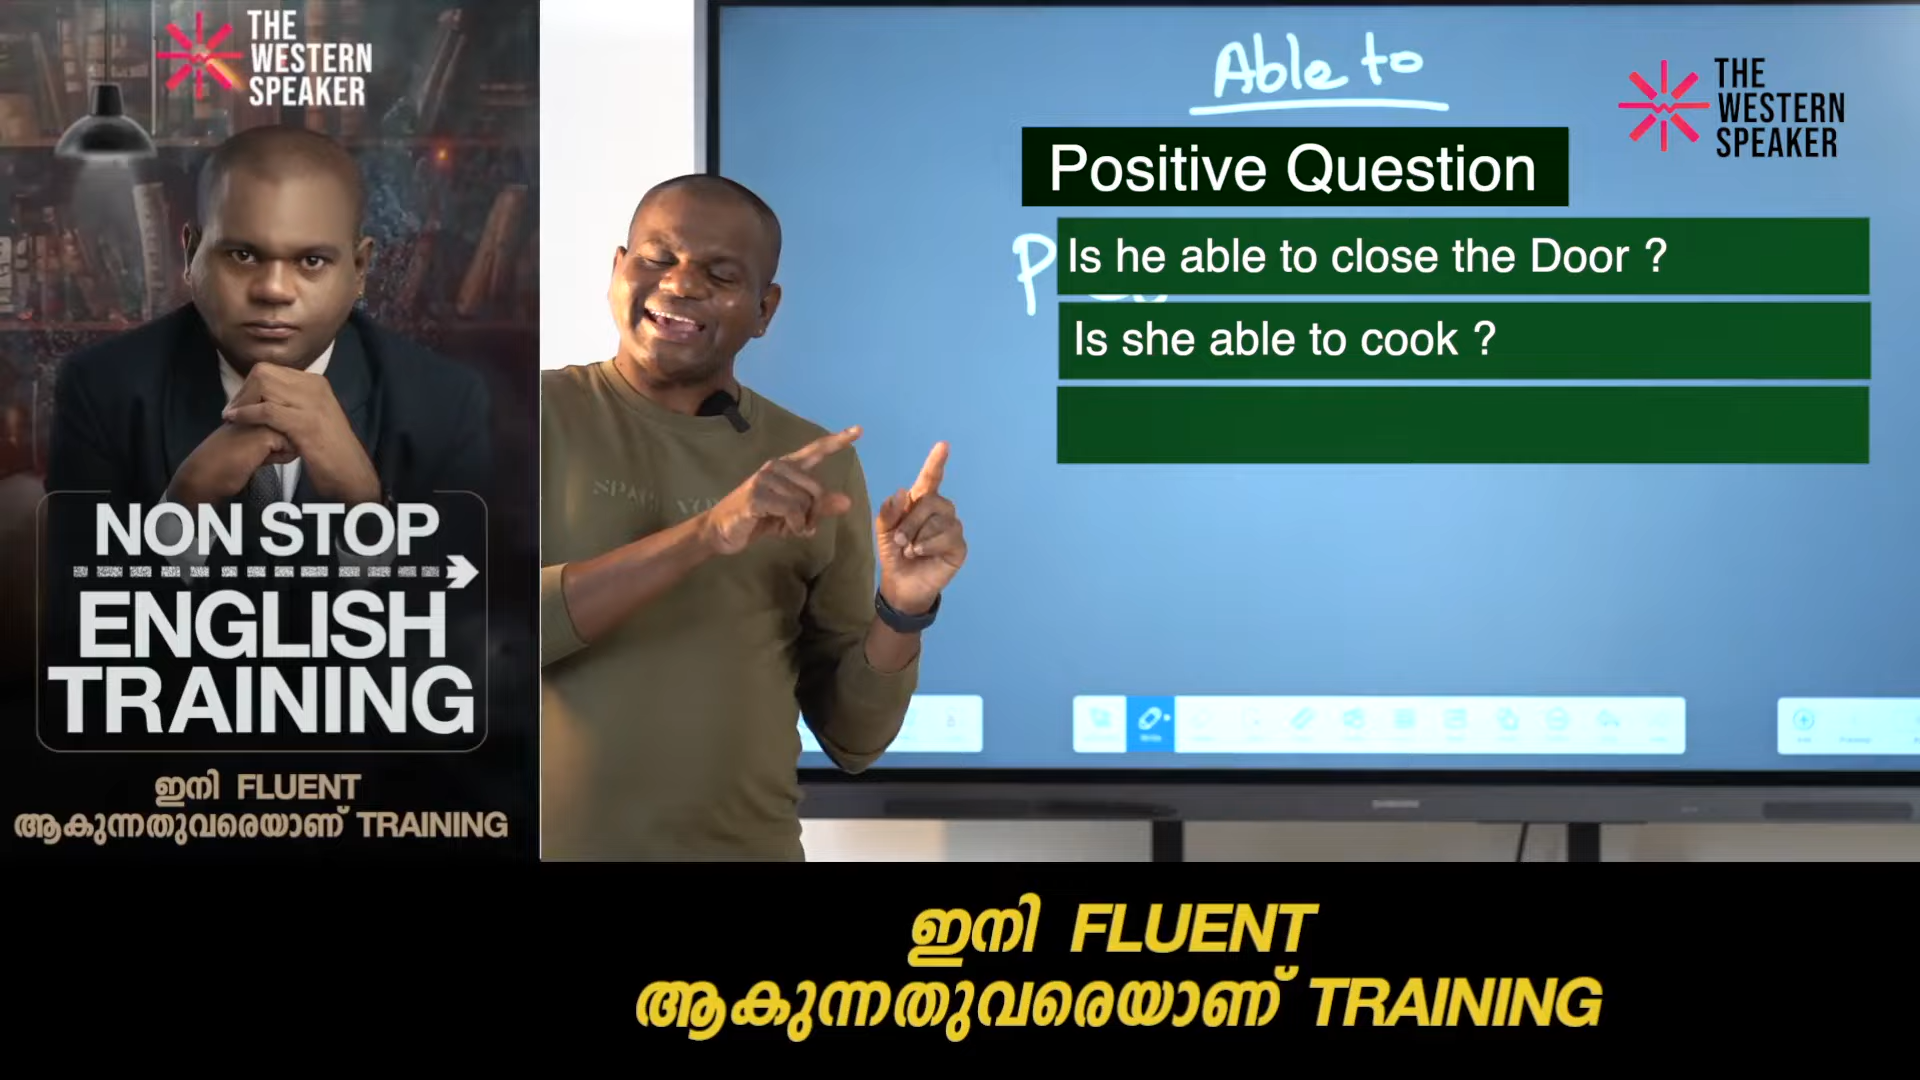 THE
WESTERN
SPEAKER
NON STOP
ENGLISH
TRAINING
ഇനി FLUENT
ആകുന്നതുവരെയാണ് TRAINING
Able to
THE
WESTERN
SPEAKER
Positive Question
P
Is he able to close the Door ?
Is she able to cook ?
ഇനി FLUENT
ആകുന്നതുവരെയാണ് TRAINING